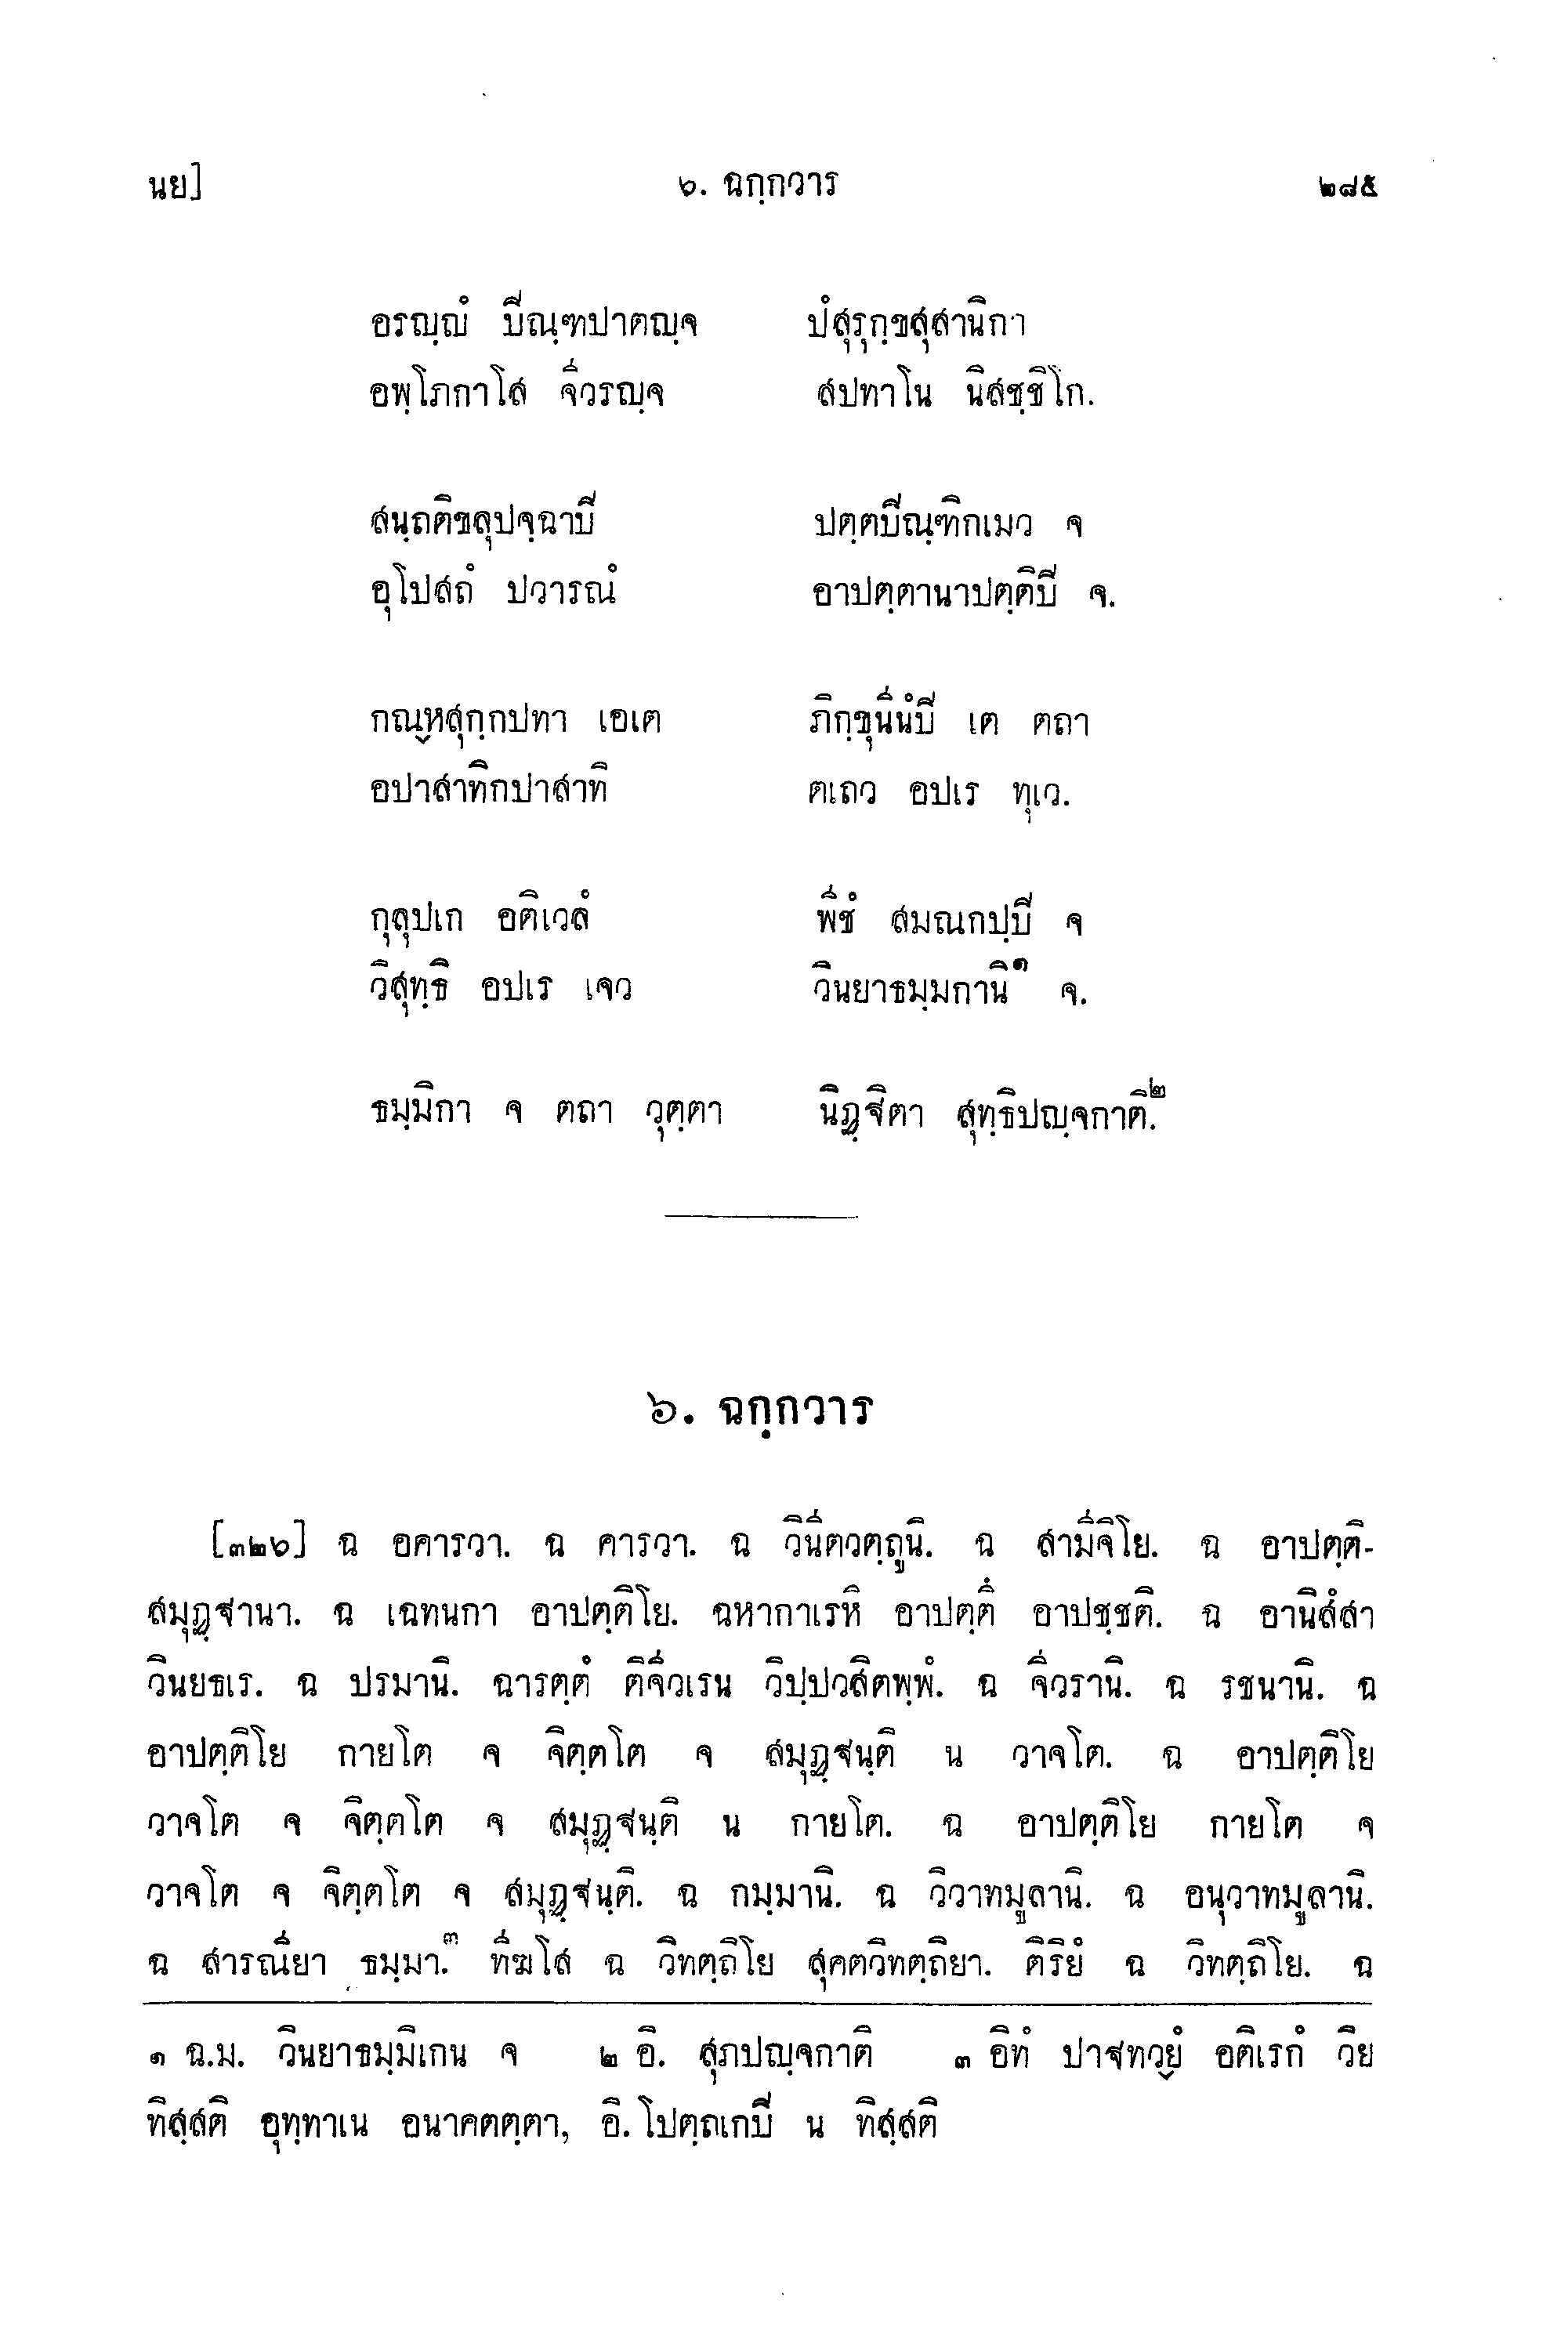 นย] ๖. ฉกฺกวาร ๒๘๕
อรญฺญํ ปิณฺฑปาตญฺจ ปํสุรุกฺขสุสานิกา
อพฺโภกาโส จีวรญฺจ สปทาโน นิสชฺชิโก.
สนฺถติขลุปจฺฉาปิ ปตฺตปิณฺฑิกเมว จ
อุโปสถํ ปวารณํ อาปตฺตานาปตฺติปิ จ.
กณฺหสุกฺกปทา เอเต ภิกฺขุนีนํปิ เต ตถา
อปาสาทิกปาสาทิ ตเถว อปเร ทุเว.
กุลุปเก อติเวลํ พีชํ สมณกปฺปิ จ
วิสุทฺธิ อปเร เจว วินยาธมฺมกานิ๑ จ.
ธมฺมิกา จ ตถา วุตฺตา นิฏฺฐิตา สุทฺธิปญฺจกาติ.๒
๖. ฉกฺกวาร
[๓๒๖] ฉ อคารวา. ฉ คารวา. ฉ วินีตวตฺถูนิ. ฉ สามีจิโย. ฉ อาปตฺติ-
สมุฏฺฐานา. ฉ เฉทนกา อาปตฺติโย. ฉหากาเรหิ อาปตฺตึ อาปชฺชติ. ฉ อานิสํสา
วินยธเร. ฉ ปรมานิ. ฉารตฺตํ ติจีวเรน วิปฺปวสิตพฺพํ. ฉ จีวรานิ. ฉ รชนานิ. ฉ
อาปตฺติโย กายโต จ จิตฺตโต จ สมุฏฺฐนฺติ น วาจโต. ฉ อาปตฺติโย
วาจโต จ จิตฺตโต จ สมุฏฺฐนฺติ น กายโต. ฉ อาปตฺติโย กายโต จ
วาจโต จ จิตฺตโต จ สมุฏฺฐนฺติ. ฉ กมฺมานิ. ฉ วิวาทมูลานิ. ฉ อนุวาทมูลานิ.
ฉ สารณียา ธมฺมา.๓ ทีฆโส ฉ วิทตฺถิโย สุคตวิทตฺถิยา. ติริยํ ฉ วิทตฺถิโย. ฉ
๑ ฉ.ม. วินยาธมฺมิเกน จ ๒ อิ. สุภปญฺจกาติ ๓ อิทํ ปาฐทฺวยํ อติเรกํ วิย
ทิสฺสติ อุทฺทาเน อนาคตตฺตา, อิ. โปตฺถเกปิ น ทิสฺสติ